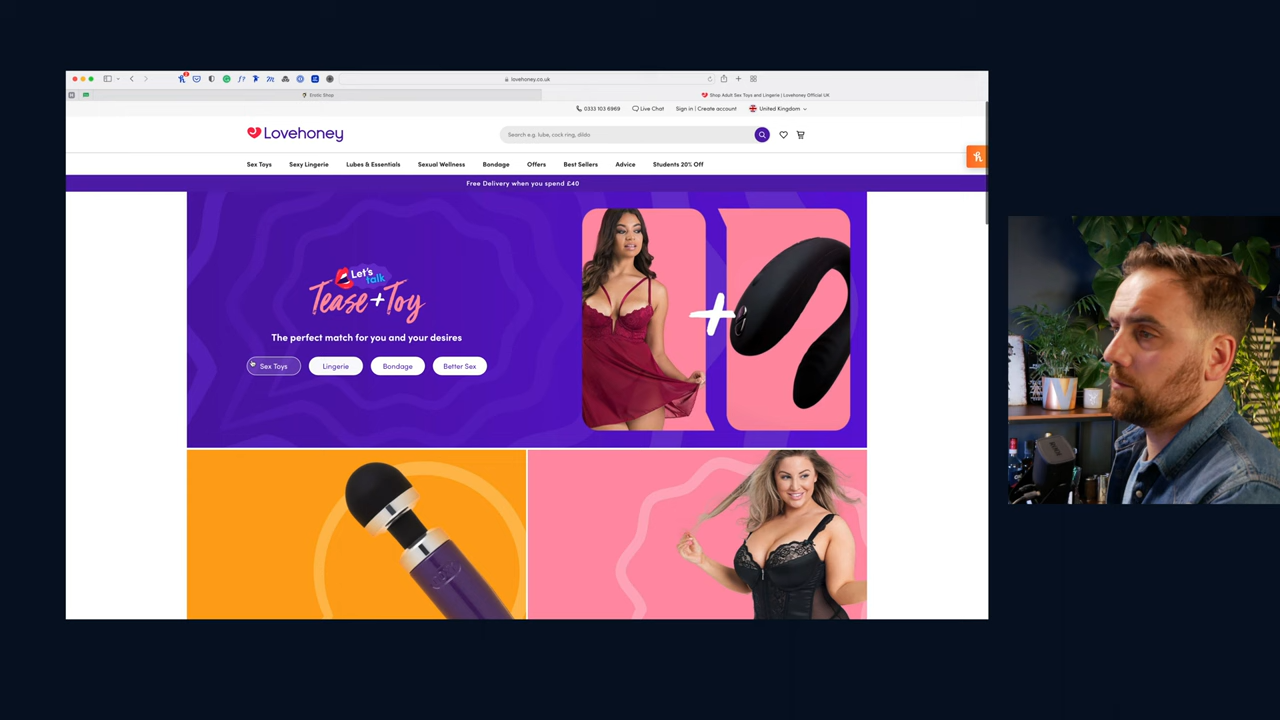 lovehoney.co.uk
Erotic Shop
Shop Adult Sex Toys and Lingerie | Lovehoney Official UK
0333 103 6969 Live Chat Sign in | Create account United Kingdom
Lovehoney
Search e.g. lube, cock ring, dildo
Sex Toys Sexy Lingerie Lubes & Essentials Sexual Wellness Bondage Offers Best Sellers Advice Students 20% Off
Free Delivery when you spend £40
Let's
talk
Tease + Toy
The perfect match for you and your desires
Sex Toys Lingerie Bondage Better Sex